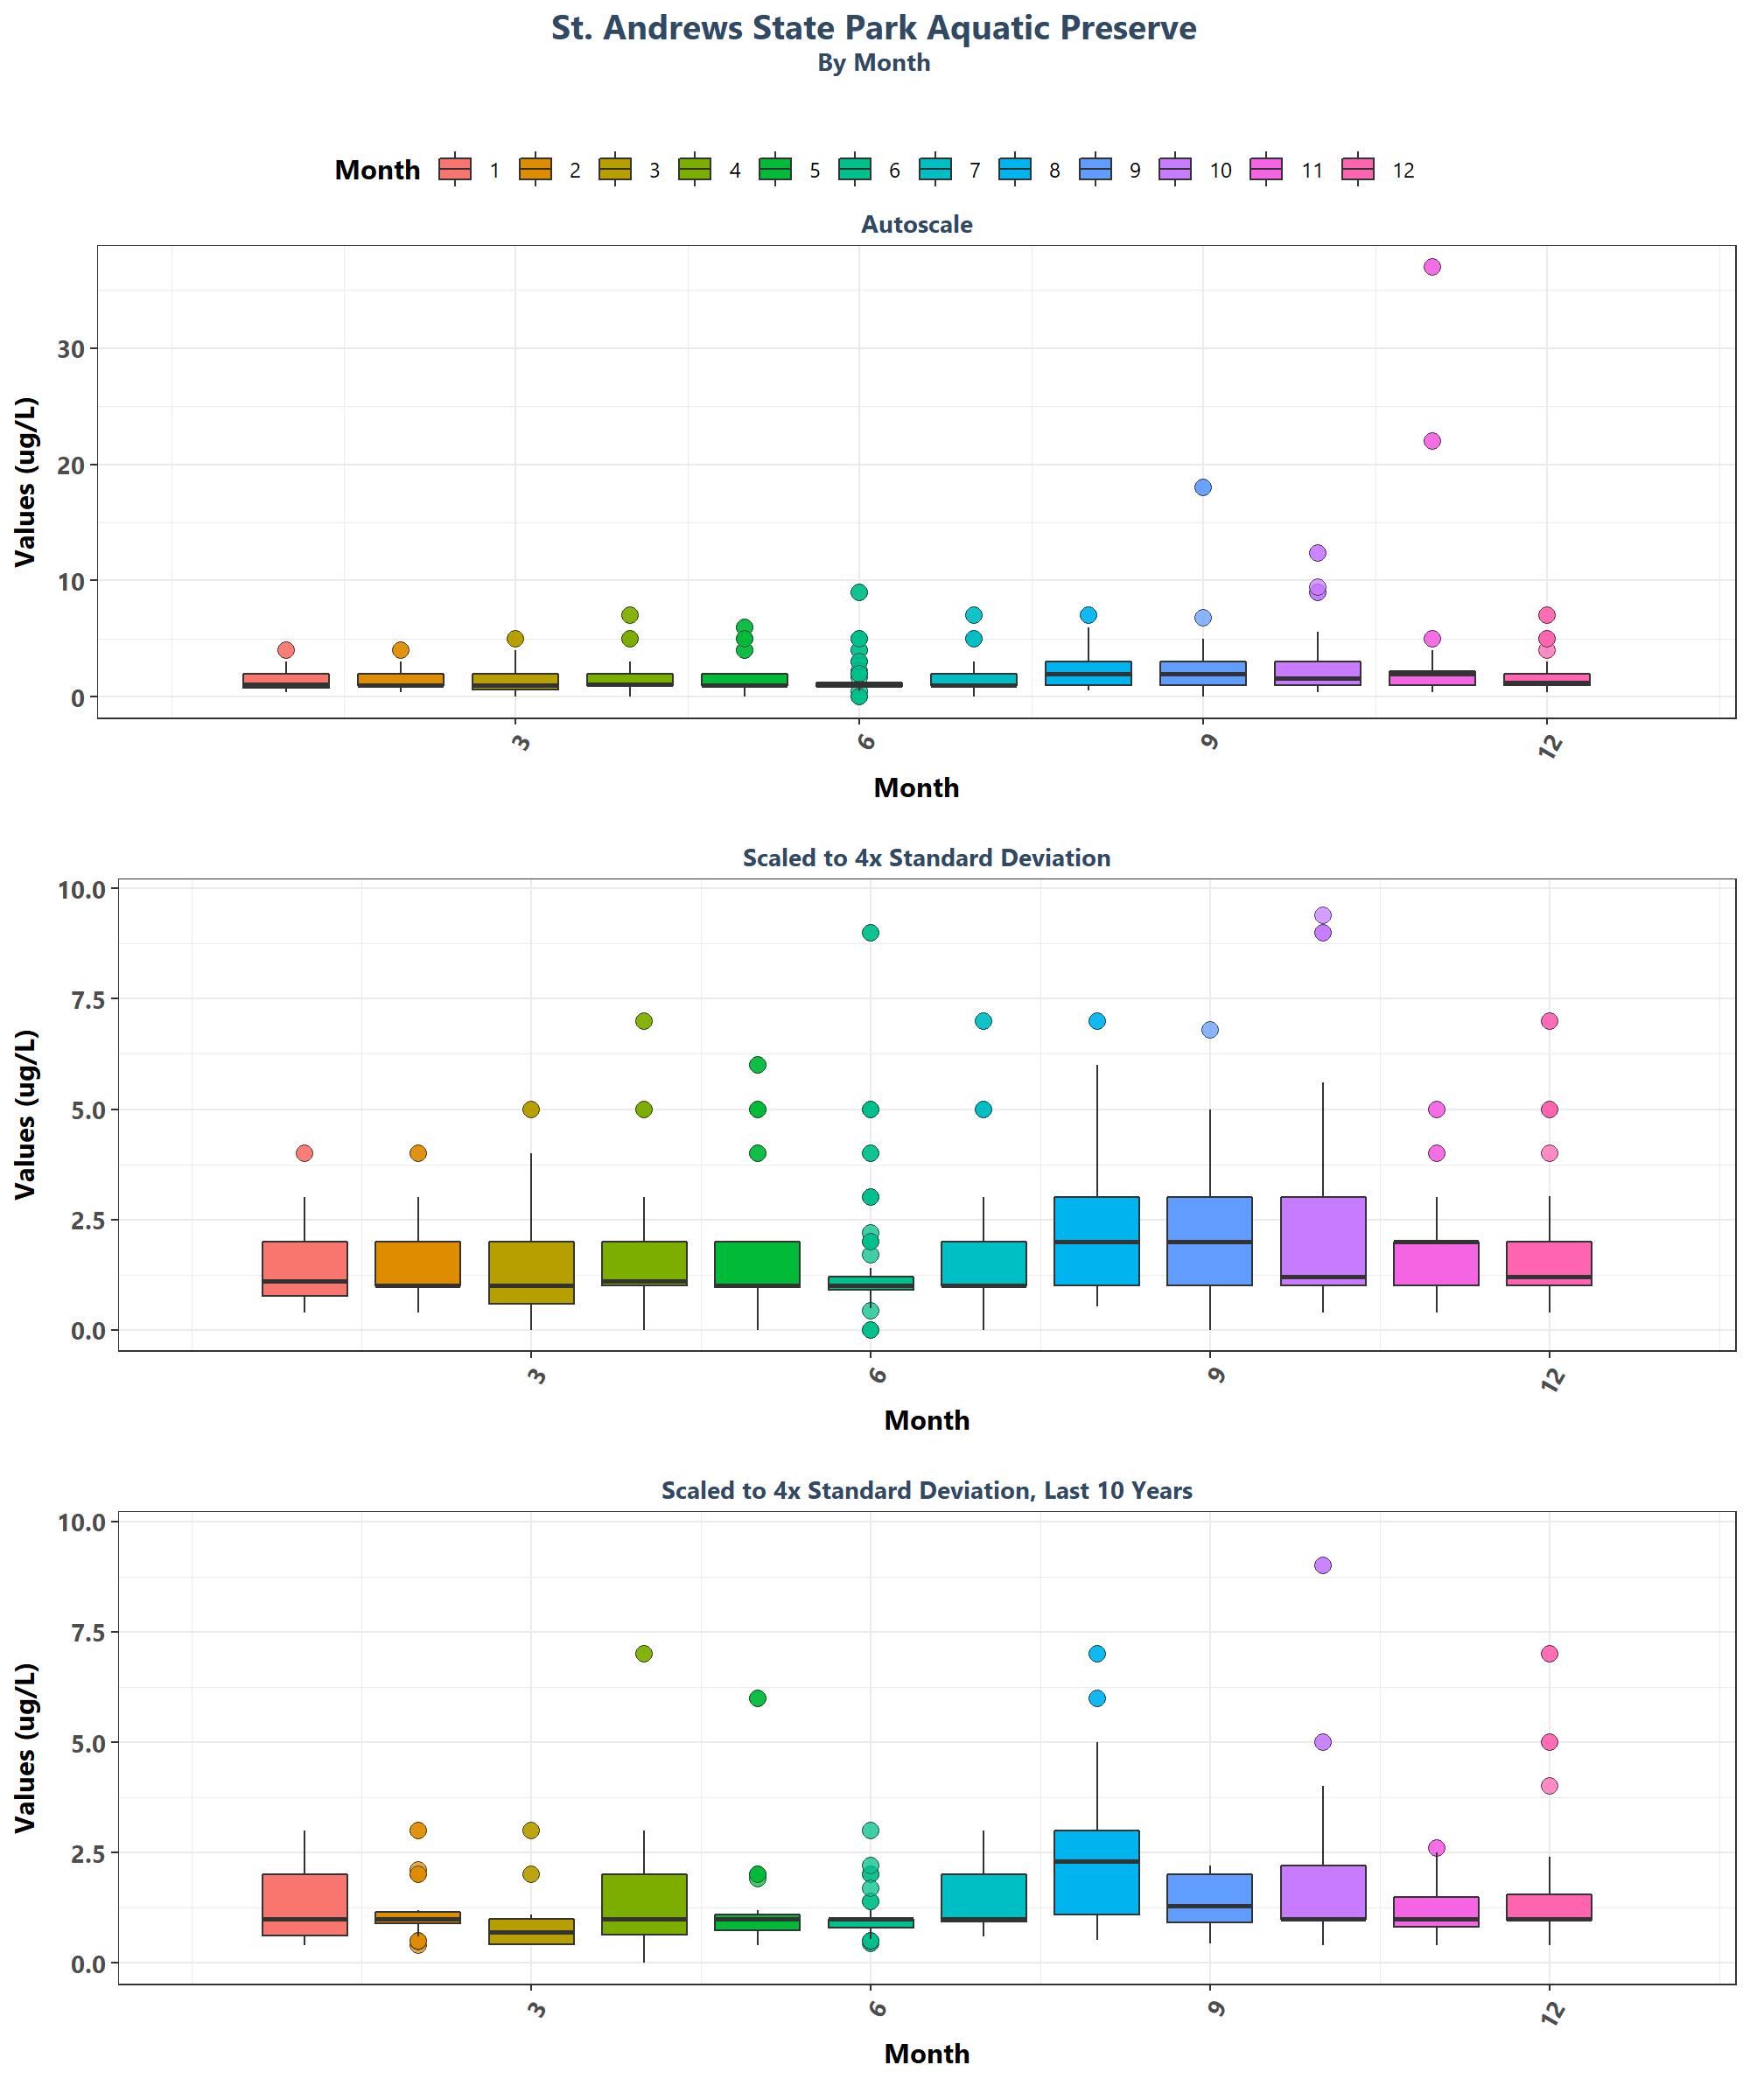 St. Andrews State Park Aquatic Preserve
By Month
Month 1 2 3 4 5 6 7 8 9 10 11 12
Autoscale
Values (ug/L)
30
20
10
0
3 6 9 12
Month
Scaled to 4x Standard Deviation
Values (ug/L)
10.0
7.5
5.0
2.5
0.0
3 6 9 12
Month
Scaled to 4x Standard Deviation, Last 10 Years
Values (ug/L)
10.0
7.5
5.0
2.5
0.0
3 6 9 12
Month